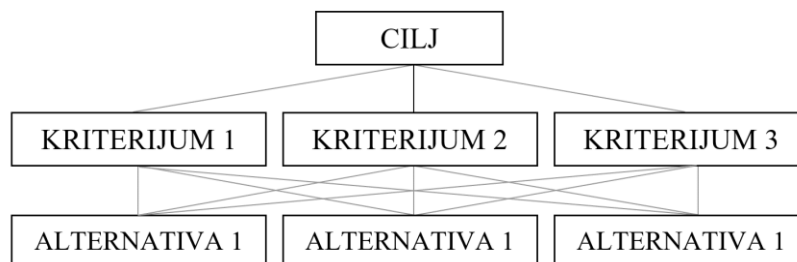 CILJ
KRITERIJUM 1
KRITERIJUM 2
KRITERIJUM 3
ALTERNATIVA 1
ALTERNATIVA 1
ALTERNATIVA 1